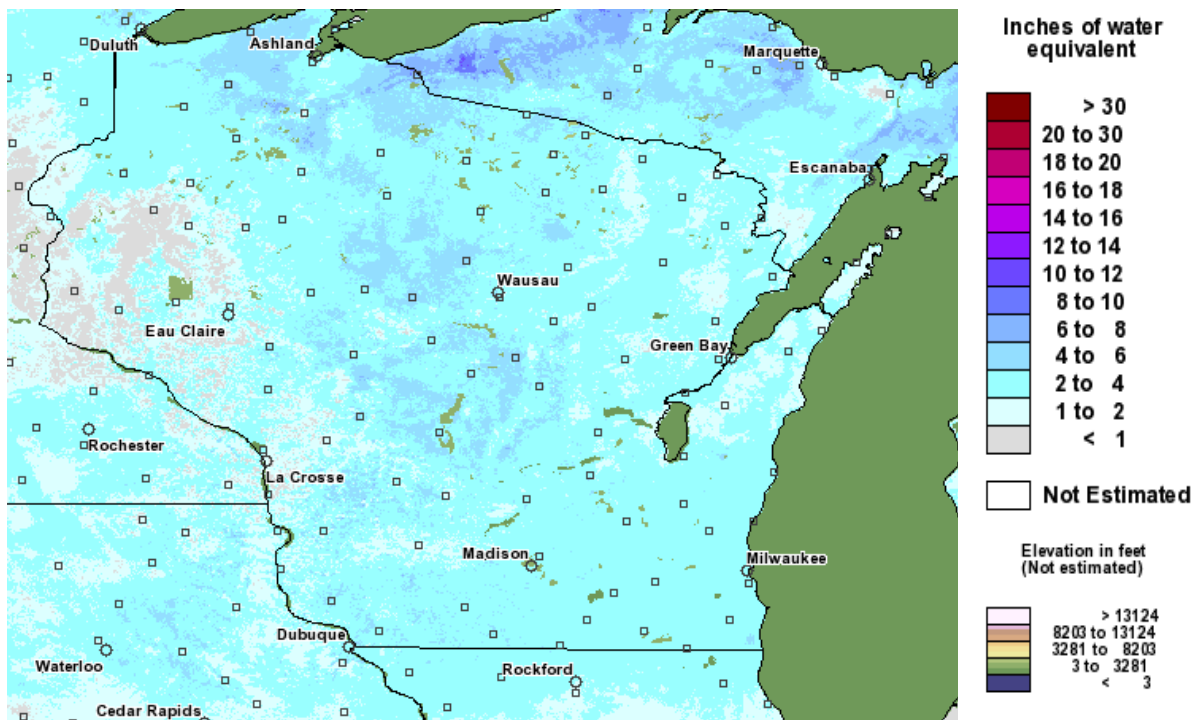 Duluth
Ashland
Marquette
Escanaba
Wausau
Eau Claire
Green Bay
Rochester
La Crosse
Madison
Milwaukee
Dubuque
Waterloo
Rockford
Cedar Rapids
Inches of water
equivalent
> 30
20 to 30
18 to 20
16 to 18
14 to 16
12 to 14
10 to 12
8 to 10
6 to 8
4 to 6
2 to 4
1 to 2
< 1
Not Estimated
Elevation in feet
(Not estimated)
> 13124
8203 to 13124
3281 to 8203
3 to 3281
< 3